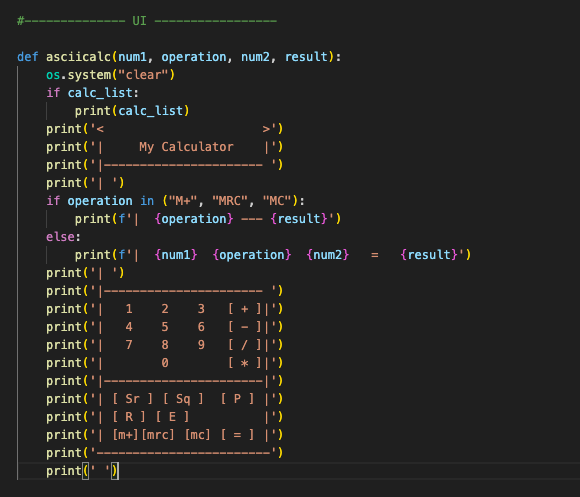 #-------------- UI -----------------
def asciicalc(num1, operation, num2, result):
    os.system("clear")
    if calc_list:
        print(calc_list)
    print('<                      >')
    print('|     My Calculator    |')
    print('|---------------------- ')
    print('| ')
    if operation in ("M+", "MRC", "MC"):
        print(f'|  {operation} --- {result}')
    else:
        print(f'|  {num1}  {operation}  {num2}   =   {result}')
    print('| ')
    print('|---------------------- ')
    print('|   1    2    3   [ + ]|')
    print('|   4    5    6   [ - ]|')
    print('|   7    8    9   [ / ]|')
    print('|        0        [ * ]|')
    print('|----------------------|')
    print('| [ Sr ] [ Sq ]  [ P ] |')
    print('| [ R ] [ E ]          |')
    print('| [m+][mrc] [mc] [ = ] |')
    print('------------------------')
    print(' ')